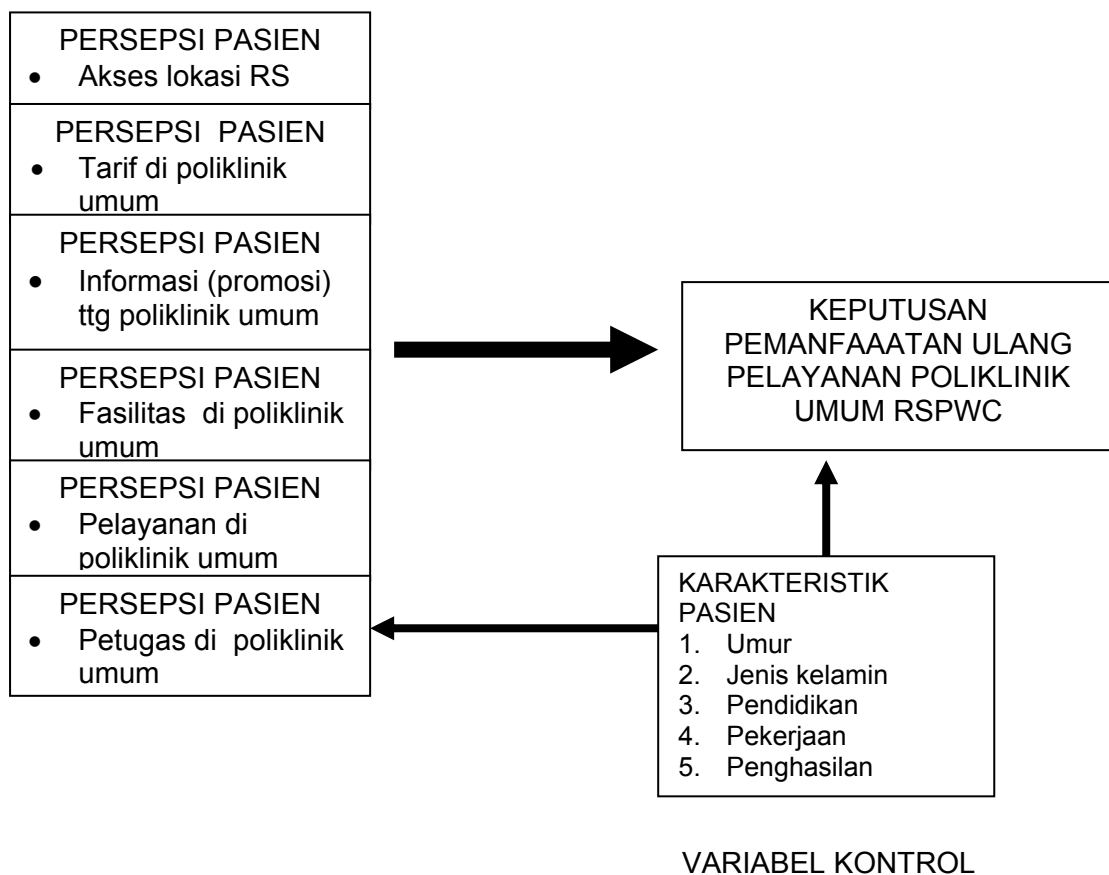 PERSEPSI PASIEN
• Akses lokasi RS
PERSEPSI PASIEN
• Tarif di poliklinik
umum
PERSEPSI PASIEN
• Informasi (promosi)
ttg poliklinik umum
PERSEPSI PASIEN
• Fasilitas di poliklinik
umum
PERSEPSI PASIEN
• Pelayanan di
poliklinik umum
PERSEPSI PASIEN
• Petugas di poliklinik
umum
KEPUTUSAN
PEMANFAAATAN ULANG
PELAYANAN POLIKLINIK
UMUM RSPWC
KARAKTERISTIK
PASIEN
1. Umur
2. Jenis kelamin
3. Pendidikan
4. Pekerjaan
5. Penghasilan
VARIABEL KONTROL